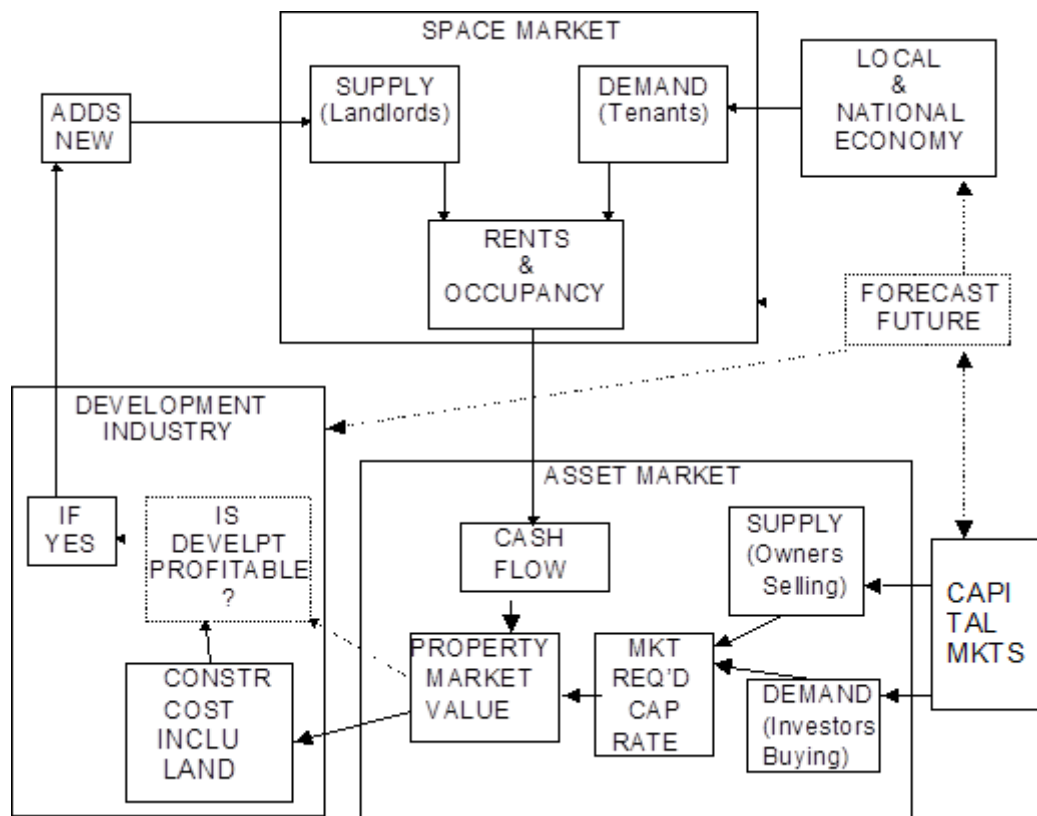 SPACE MARKET
SUPPLY
(Landlords)
DEMAND
(Tenants)
LOCAL
&
NATIONAL
ECONOMY
ADDS
NEW
RENTS
&
OCCUPANCY
FORECAST
FUTURE
DEVELOPMENT
INDUSTRY
IF
YES
IS
DEVELPT
PROFITABLE
?
CONSTR
COST
INCLU
LAND
ASSET MARKET
CASH
FLOW
SUPPLY
(Owners
Selling)
PROPERTY
MARKET
VALUE
MKT
REQ'D
CAP
RATE
DEMAND
(Investors
Buying)
CAPI
TAL
MKTS